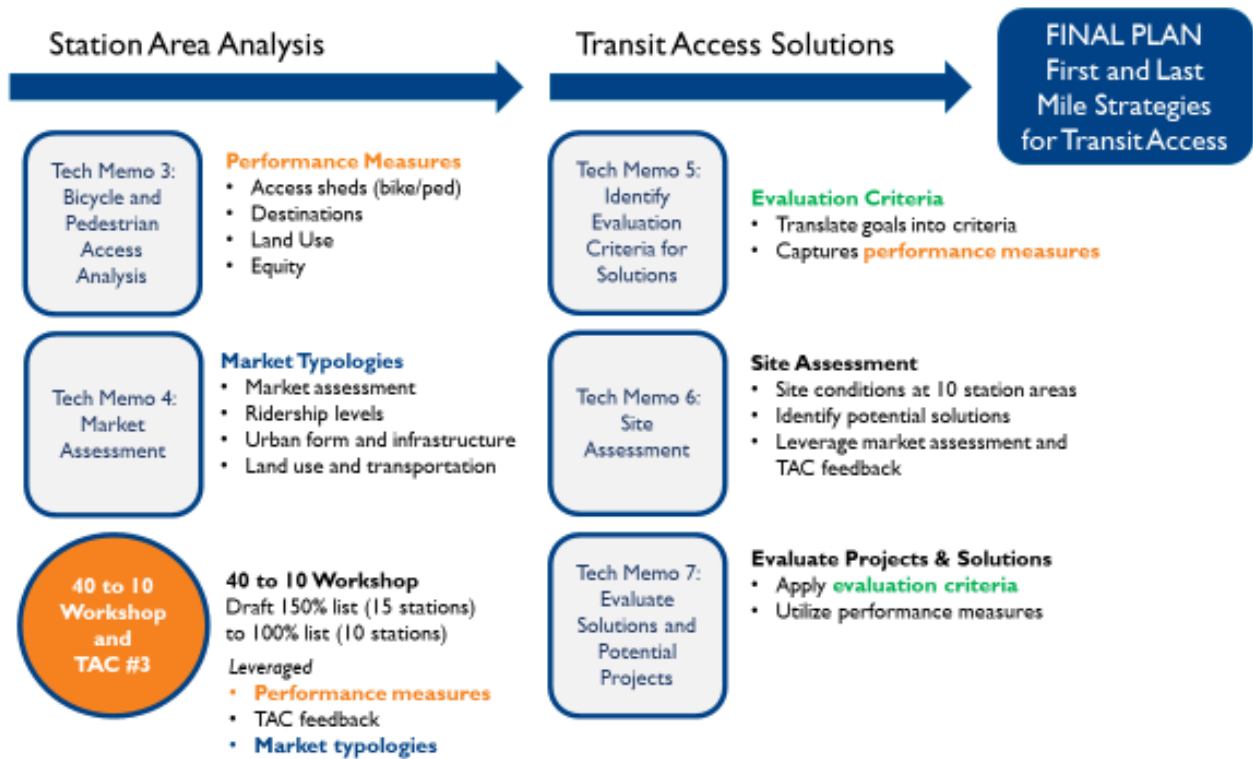 Station Area Analysis
Transit Access Solutions
FINAL PLAN
First and Last
Mile Strategies
for Transit Access
Tech Memo 3:
Bicycle and
Pedestrian
Access
Analysis
Performance Measures
• Access sheds (bike/ped)
• Destinations
• Land Use
• Equity
Tech Memo 4:
Market
Assessment
Market Typologies
• Market assessment
• Ridership levels
• Urban form and infrastructure
• Land use and transportation
40 to 10
Workshop
and
TAC #3
40 to 10 Workshop
Draft 150% list (15 stations)
to 100% list (10 stations)
Leveraged
• Performance measures
• TAC feedback
• Market typologies
Tech Memo 5:
Identify
Evaluation
Criteria for
Solutions
Evaluation Criteria
• Translate goals into criteria
• Captures performance measures
Tech Memo 6:
Site
Assessment
Site Assessment
• Site conditions at 10 station areas
• Identify potential solutions
• Leverage market assessment and
TAC feedback
Tech Memo 7:
Evaluate
Solutions and
Potential
Projects
Evaluate Projects & Solutions
• Apply evaluation criteria
• Utilize performance measures